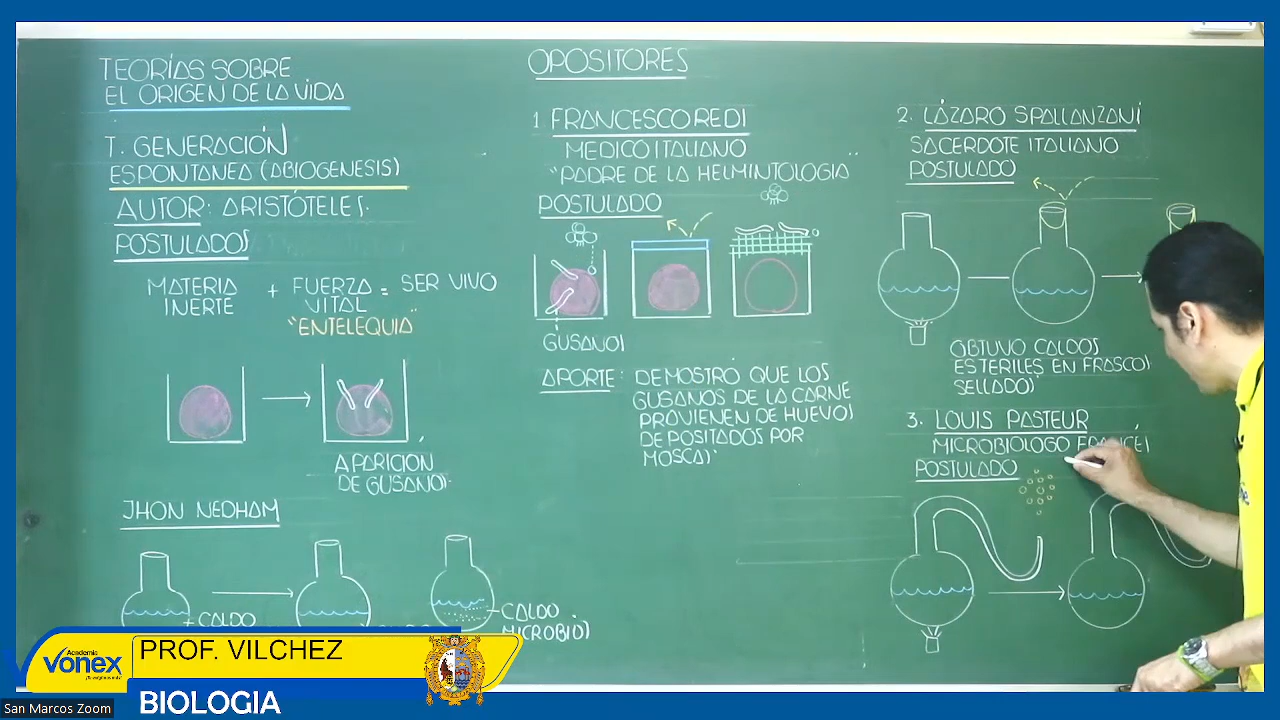 TEORÍAS SOBRE
EL ORIGEN DE LA VIDA
T. GENERACIÓN
ESPONTANEA (ABIOGENESIS)
AUTOR: ARISTÓTELES.
POSTULADOS
MATERIA
INERTE
+ FUERZA = SER VIVO
VITAL
"ENTELEQUIA"
APARICION
DE GUSANOS.
JHON NEDHAM
CALDO
CALDO
MICROBIOS
OPOSITORES
1 FRANCESCO REDI
MEDICO ITALIANO
"PADRE DE LA HELMINTOLOGIA"
POSTULADO
GUSANOS
APORTE: DEMOSTRÓ QUE LOS
GUSANOS DE LA CARNE
PROVIENEN DE HUEVOS
DEPOSITADOS POR
MOSCAS.
2. LÁZARO SPALLANZANI
SACERDOTE ITALIANO
POSTULADO
OBTUVO CALDOS
ESTERILES EN FRASCOS
SELLADOS.
3. LOUIS PASTEUR
MICROBIOLOGO FRANCÉS
POSTULADO
Academia
Vonex
PROF. VILCHEZ
BIOLOGIA
San Marcos Zoom